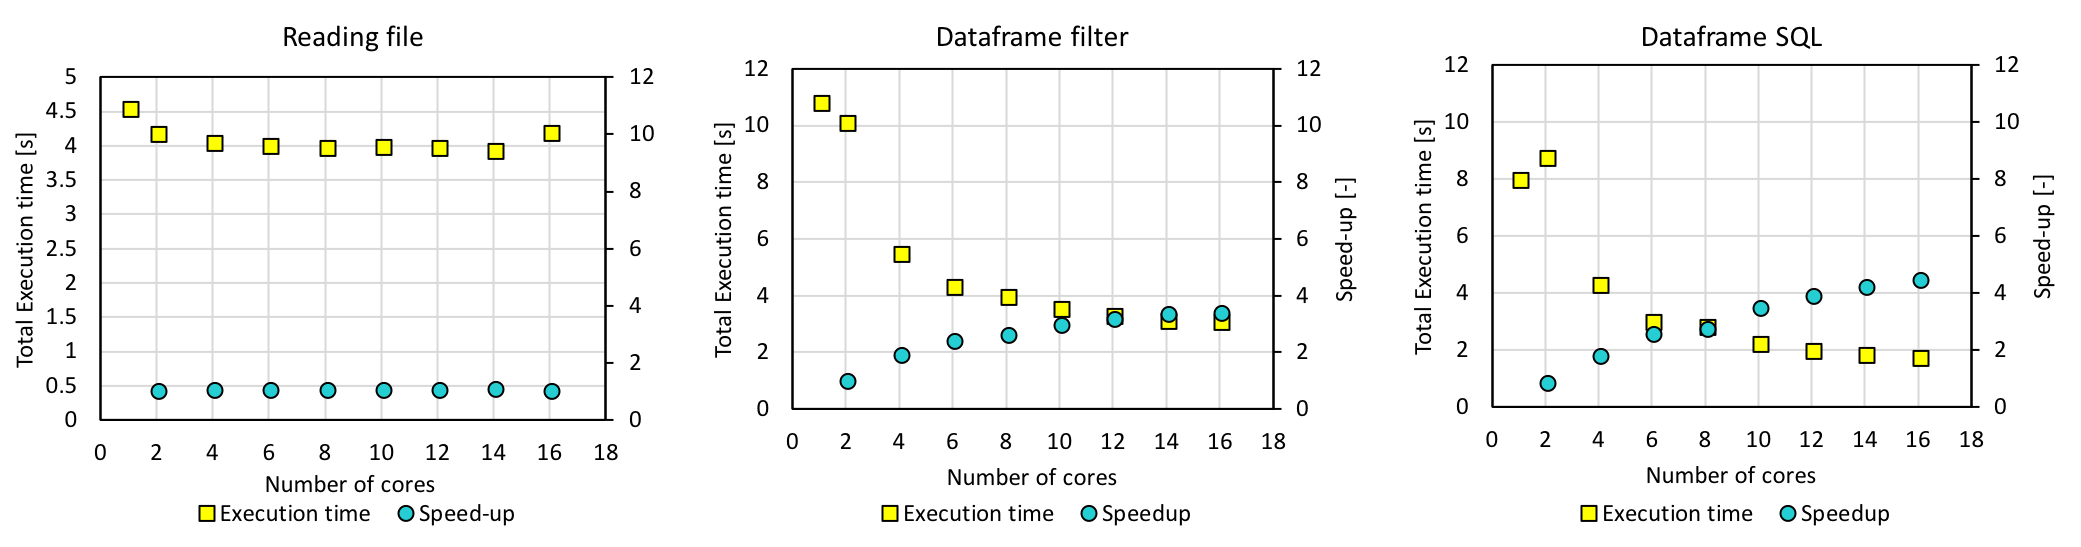 Reading file
Total Execution time [s]
5
4.5
4
3.5
3
2.5
2
1.5
1
0.5
0
12
10
8
6
4
2
0
0 2 4 6 8 10 12 14 16 18
Number of cores
Execution time Speed-up
Dataframe filter
Total Execution time [s]
12
10
8
6
4
2
0
12
10
8
6
4
2
0
Speed-up [-]
0 2 4 6 8 10 12 14 16 18
Number of cores
Execution time Speedup
Dataframe SQL
Total Execution time [s]
12
10
8
6
4
2
0
12
10
8
6
4
2
0
Speed-up [-]
0 2 4 6 8 10 12 14 16 18
Number of cores
Execution time Speedup